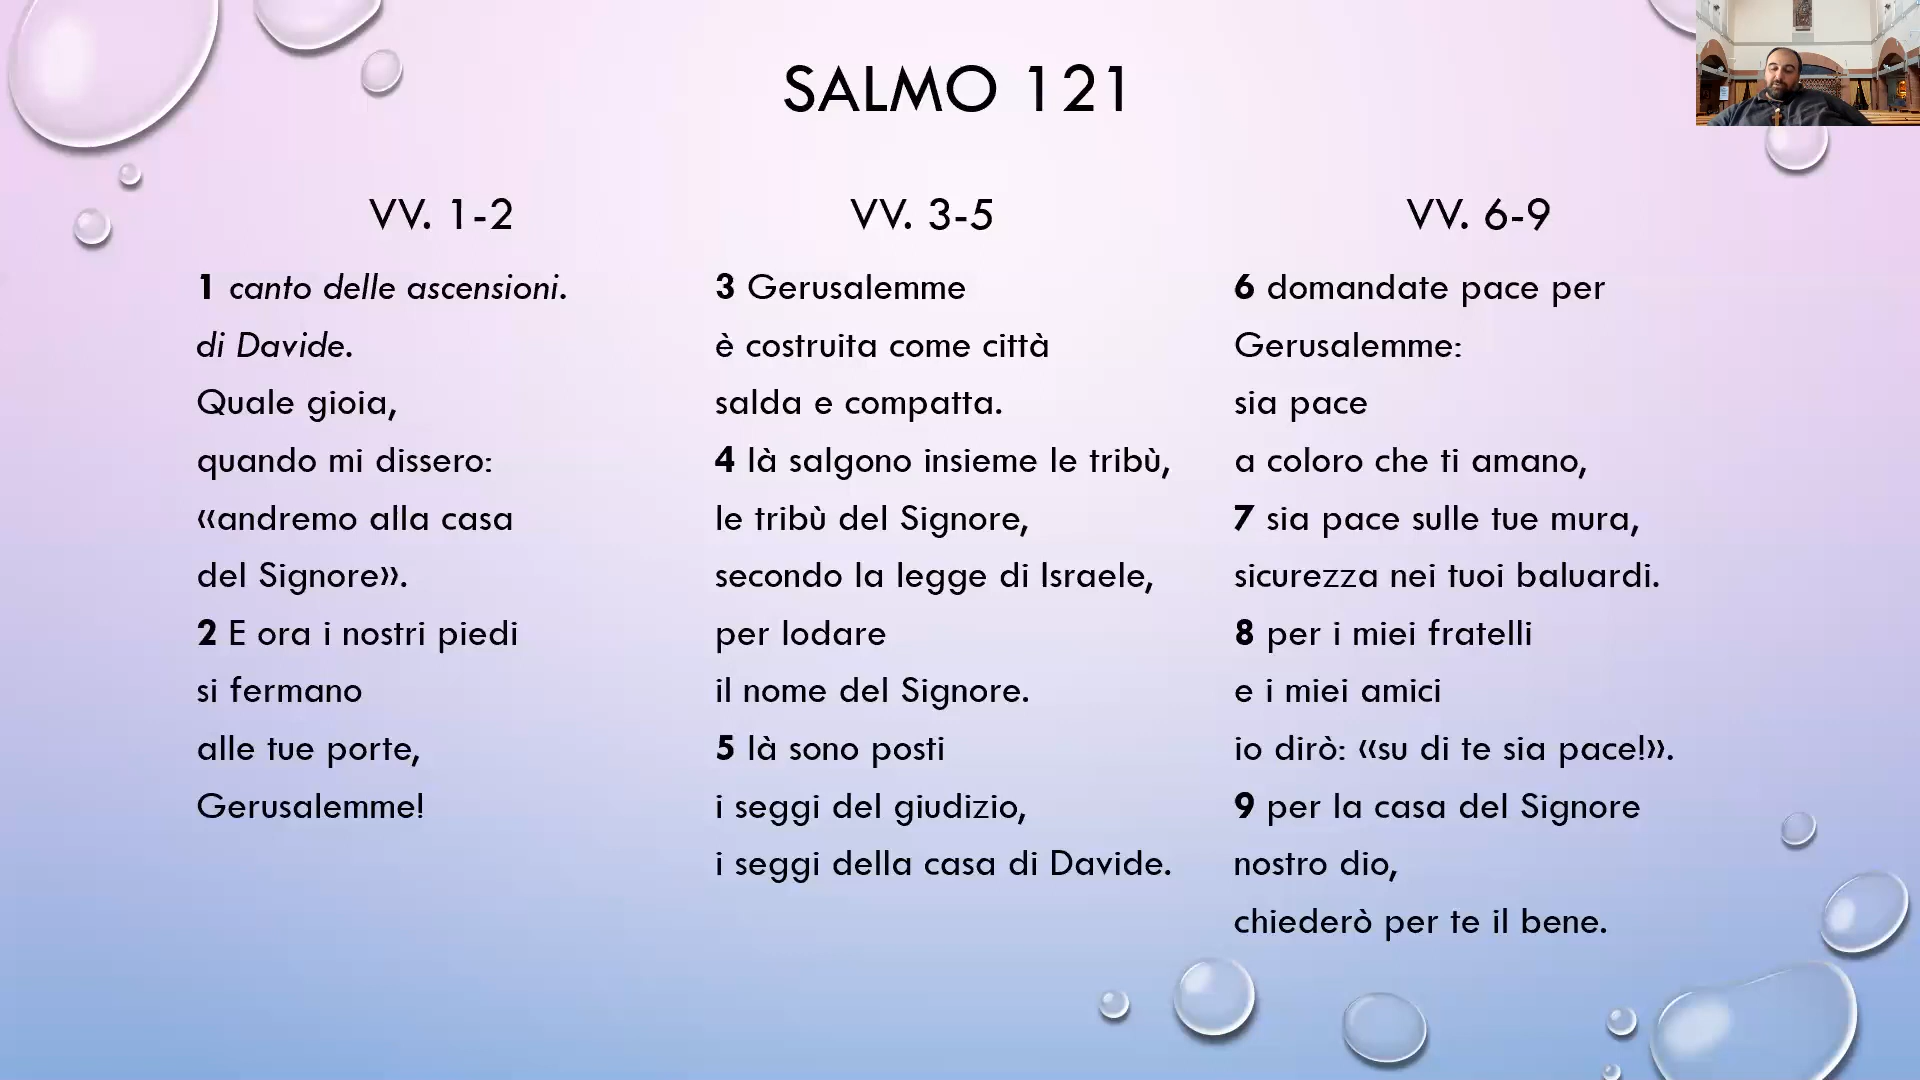 SALMO 121
VV. 1-2
1 canto delle ascensioni.
di Davide.
Quale gioia,
quando mi dissero:
«andremo alla casa
del Signore».
2 E ora i nostri piedi
si fermano
alle tue porte,
Gerusalemme!
VV. 3-5
3 Gerusalemme
è costruita come città
salda e compatta.
4 là salgono insieme le tribù,
le tribù del Signore,
secondo la legge di Israele,
per lodare
il nome del Signore.
5 là sono posti
i seggi del giudizio,
i seggi della casa di Davide.
VV. 6-9
6 domandate pace per
Gerusalemme:
sia pace
a coloro che ti amano,
7 sia pace sulle tue mura,
sicurezza nei tuoi baluardi.
8 per i miei fratelli
e i miei amici
io dirò: «su di te sia pace!».
9 per la casa del Signore
nostro dio,
chiederò per te il bene.